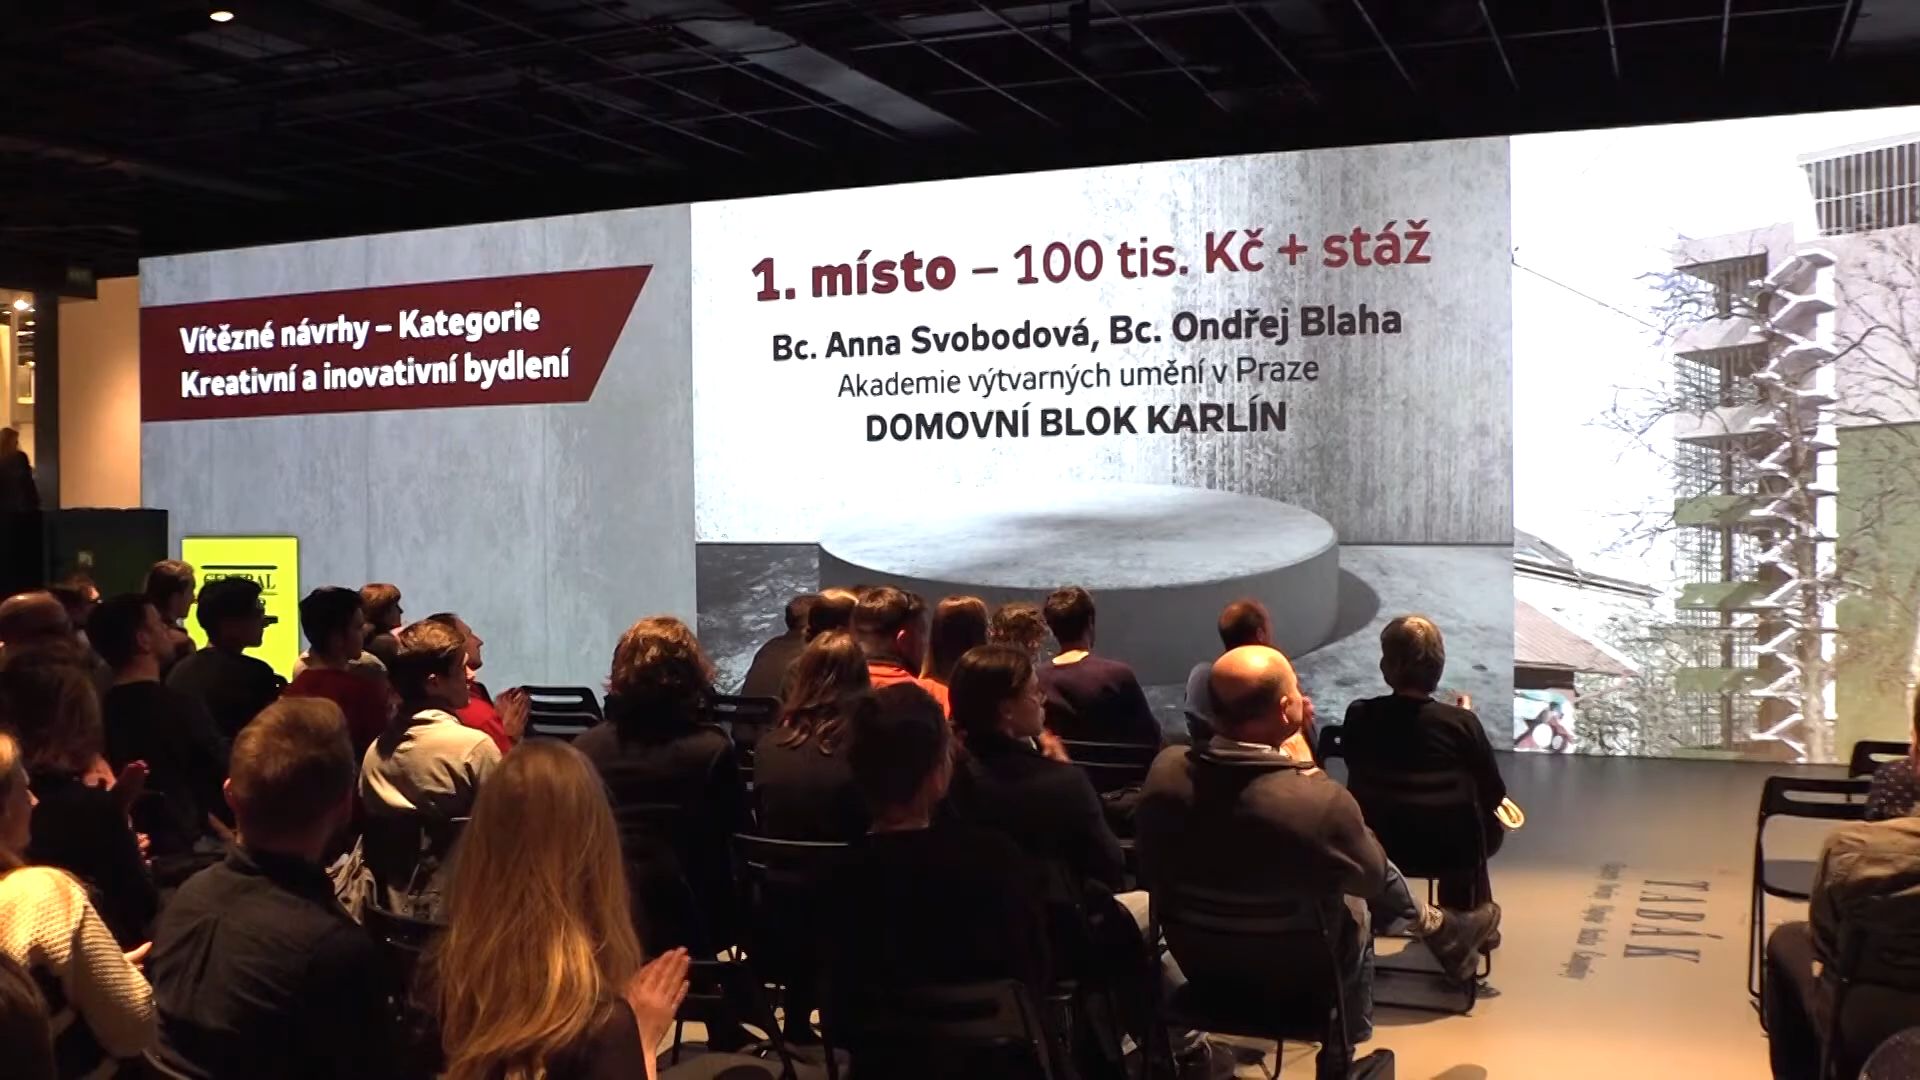 Vítězné návrhy – Kategorie
Kreativní a inovativní bydlení
1. místo – 100 tis. Kč + stáž
Bc. Anna Svobodová, Bc. Ondřej Blaha
Akademie výtvarných umění v Praze
DOMOVNÍ BLOK KARLÍN
CENTRAL
TABÁK